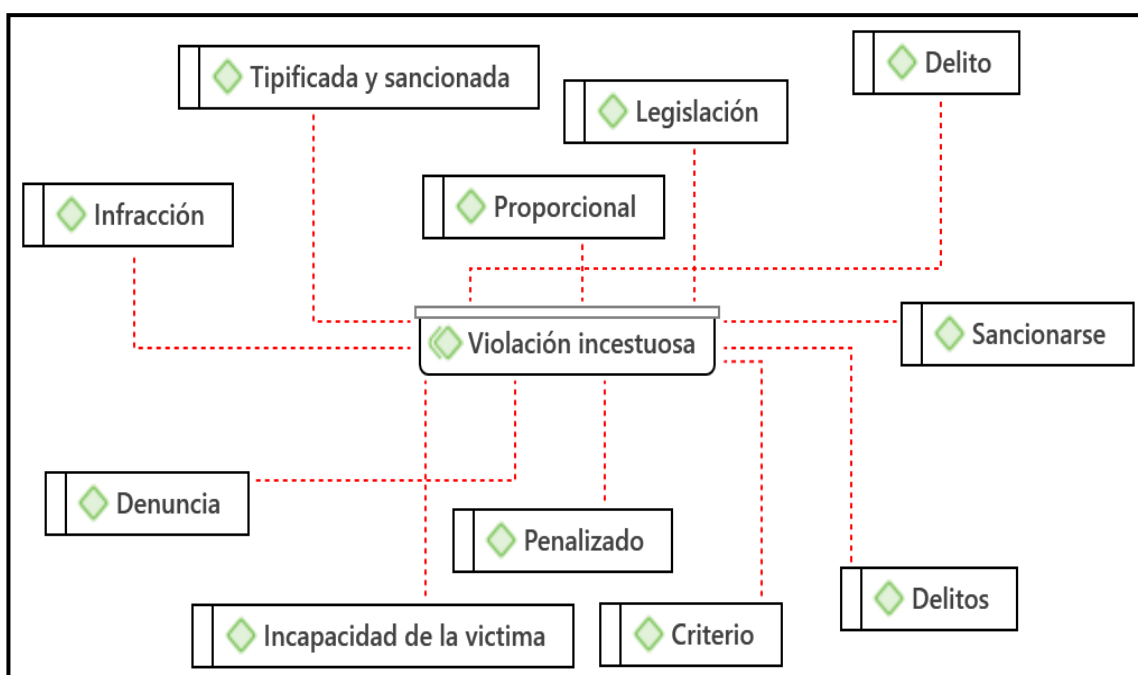 Delito
Tipificada y sancionada
Legislación
Proporcional
Infracción
Sancionarse
Violación incestuosa
Denuncia
Penalizado
Delitos
Incapacidad de la victima
Criterio